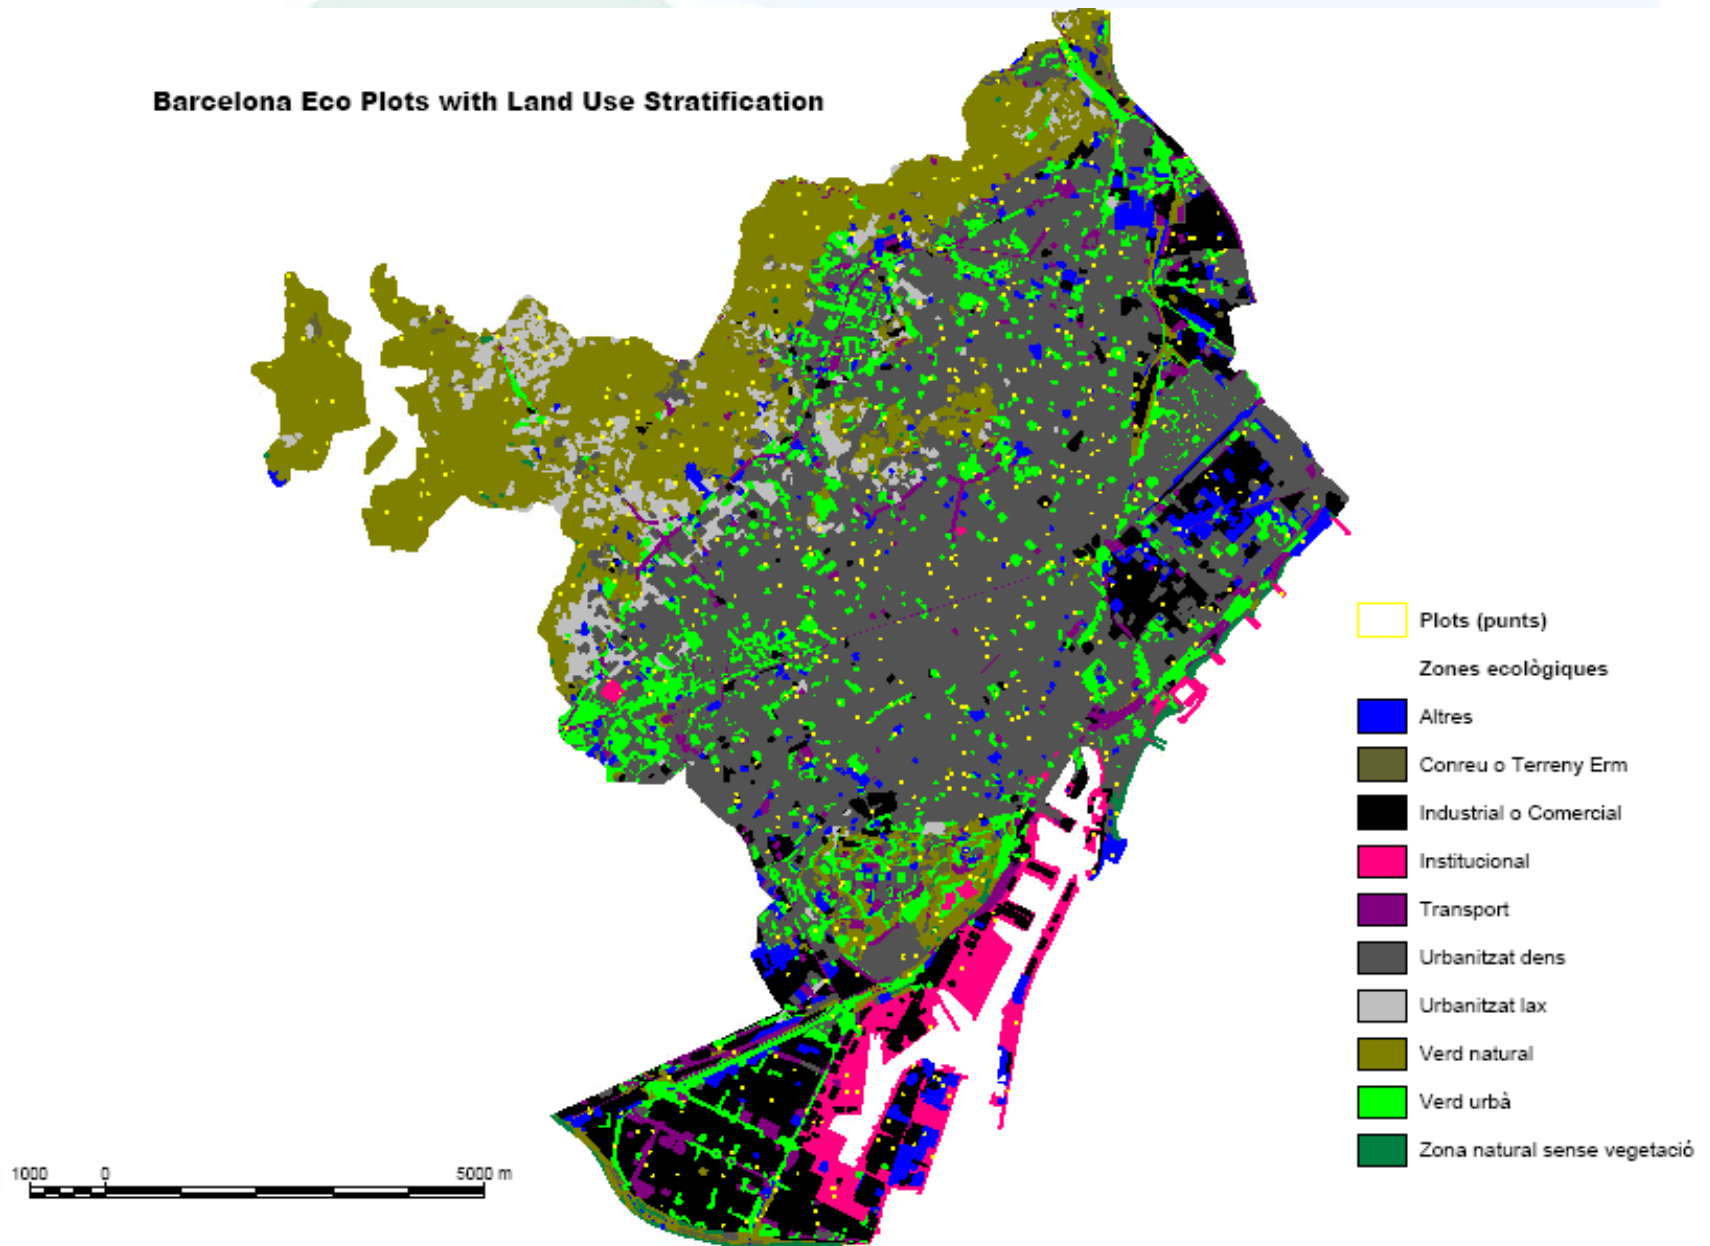 Barcelona Eco Plots with Land Use Stratification
Plots (punts)
Zones ecològiques
Altres
Conreu o Terreny Erm
Industrial o Comercial
Institucional
Transport
Urbanitzat dens
Urbanitzat lax
Verd natural
Verd urbà
Zona natural sense vegetació
1000 0 5000 m